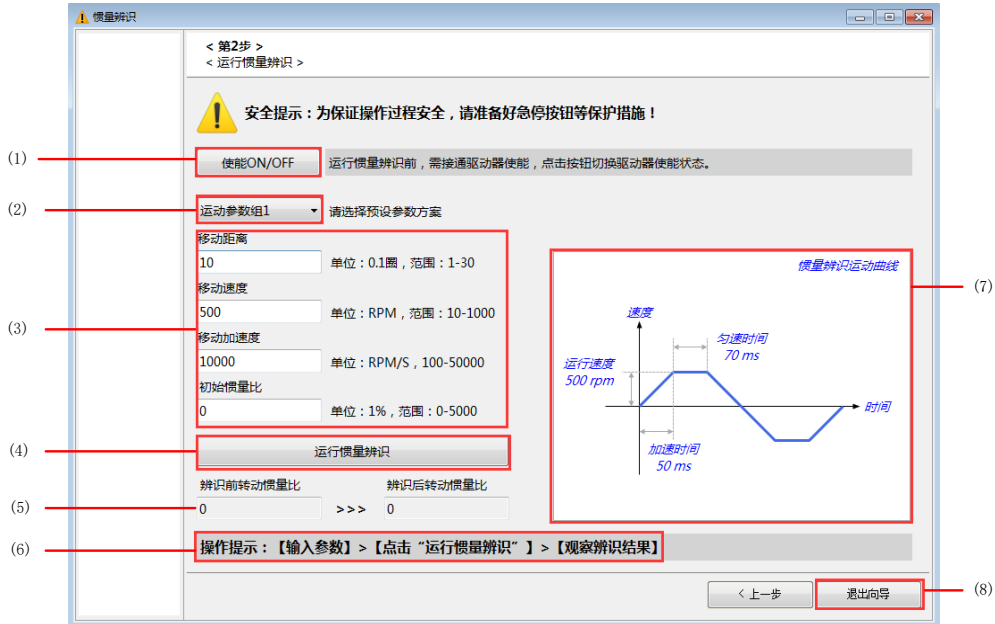 惯量辨识
< 第2步 >
< 运行惯量辨识 >
安全提示：为保证操作过程安全，请准备好急停按钮等保护措施！
(1)
使能ON/OFF
运行惯量辨识前，需接通驱动器使能，点击按钮切换驱动器使能状态。
(2)
运动参数组1
请选择预设参数方案
(3)
移动距离
10
单位：0.1圈，范围：1-30
移动速度
500
单位：RPM，范围：10-1000
移动加速度
10000
单位：RPM/S，100-50000
初始惯量比
0
单位：1%，范围：0-5000
(7)
惯量辨识运动曲线
速度
匀速时间
70 ms
运行速度
500 rpm
时间
加速时间
50 ms
(4)
运行惯量辨识
(5)
辨识前转动惯量比
辨识后转动惯量比
0
>>>
0
(6)
操作提示：【输入参数】>【点击“运行惯量辨识”】>【观察辨识结果】
< 上一步
退出向导
(8)